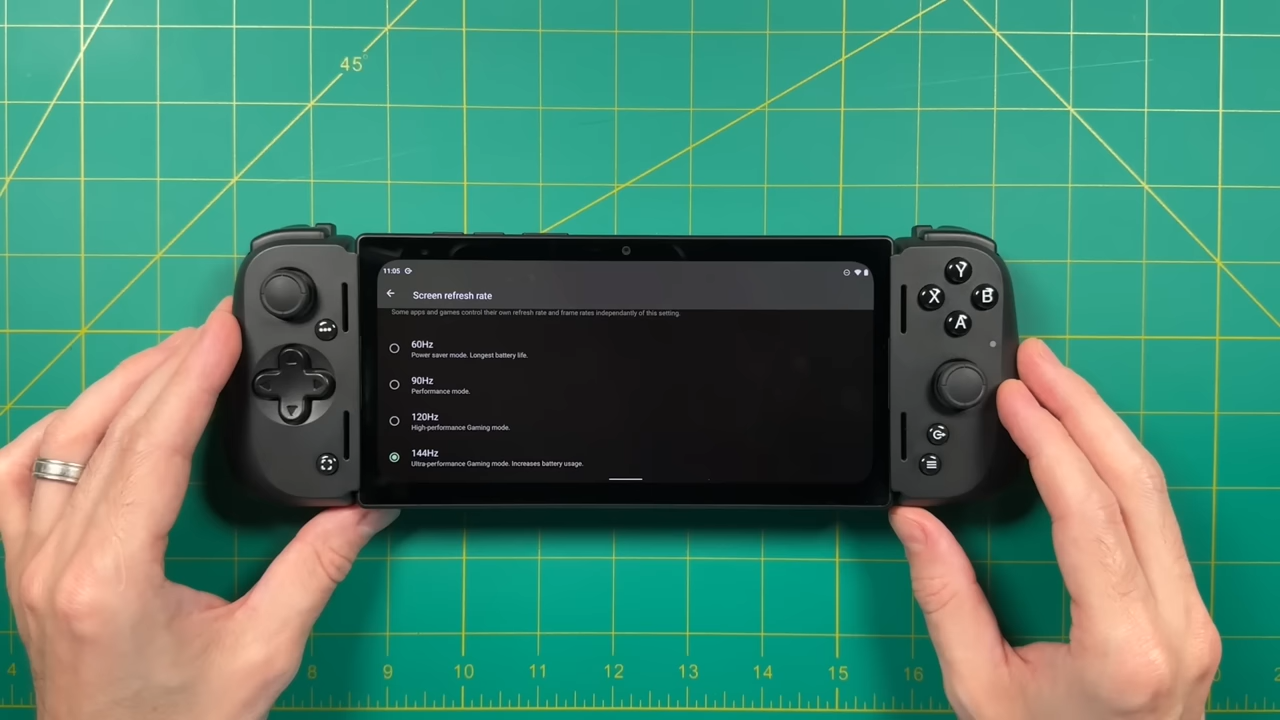 45°
11:05
Screen refresh rate
Some apps and games control their own refresh rate and frame rates independantly of this setting.
60Hz
Power saver mode. Longest battery life.
90Hz
Performance mode.
120Hz
High-performance Gaming mode.
144Hz
Ultra-performance Gaming mode. Increases battery usage.
Y
X
B
A
4
8
9
10
11
12
13
14
15
16